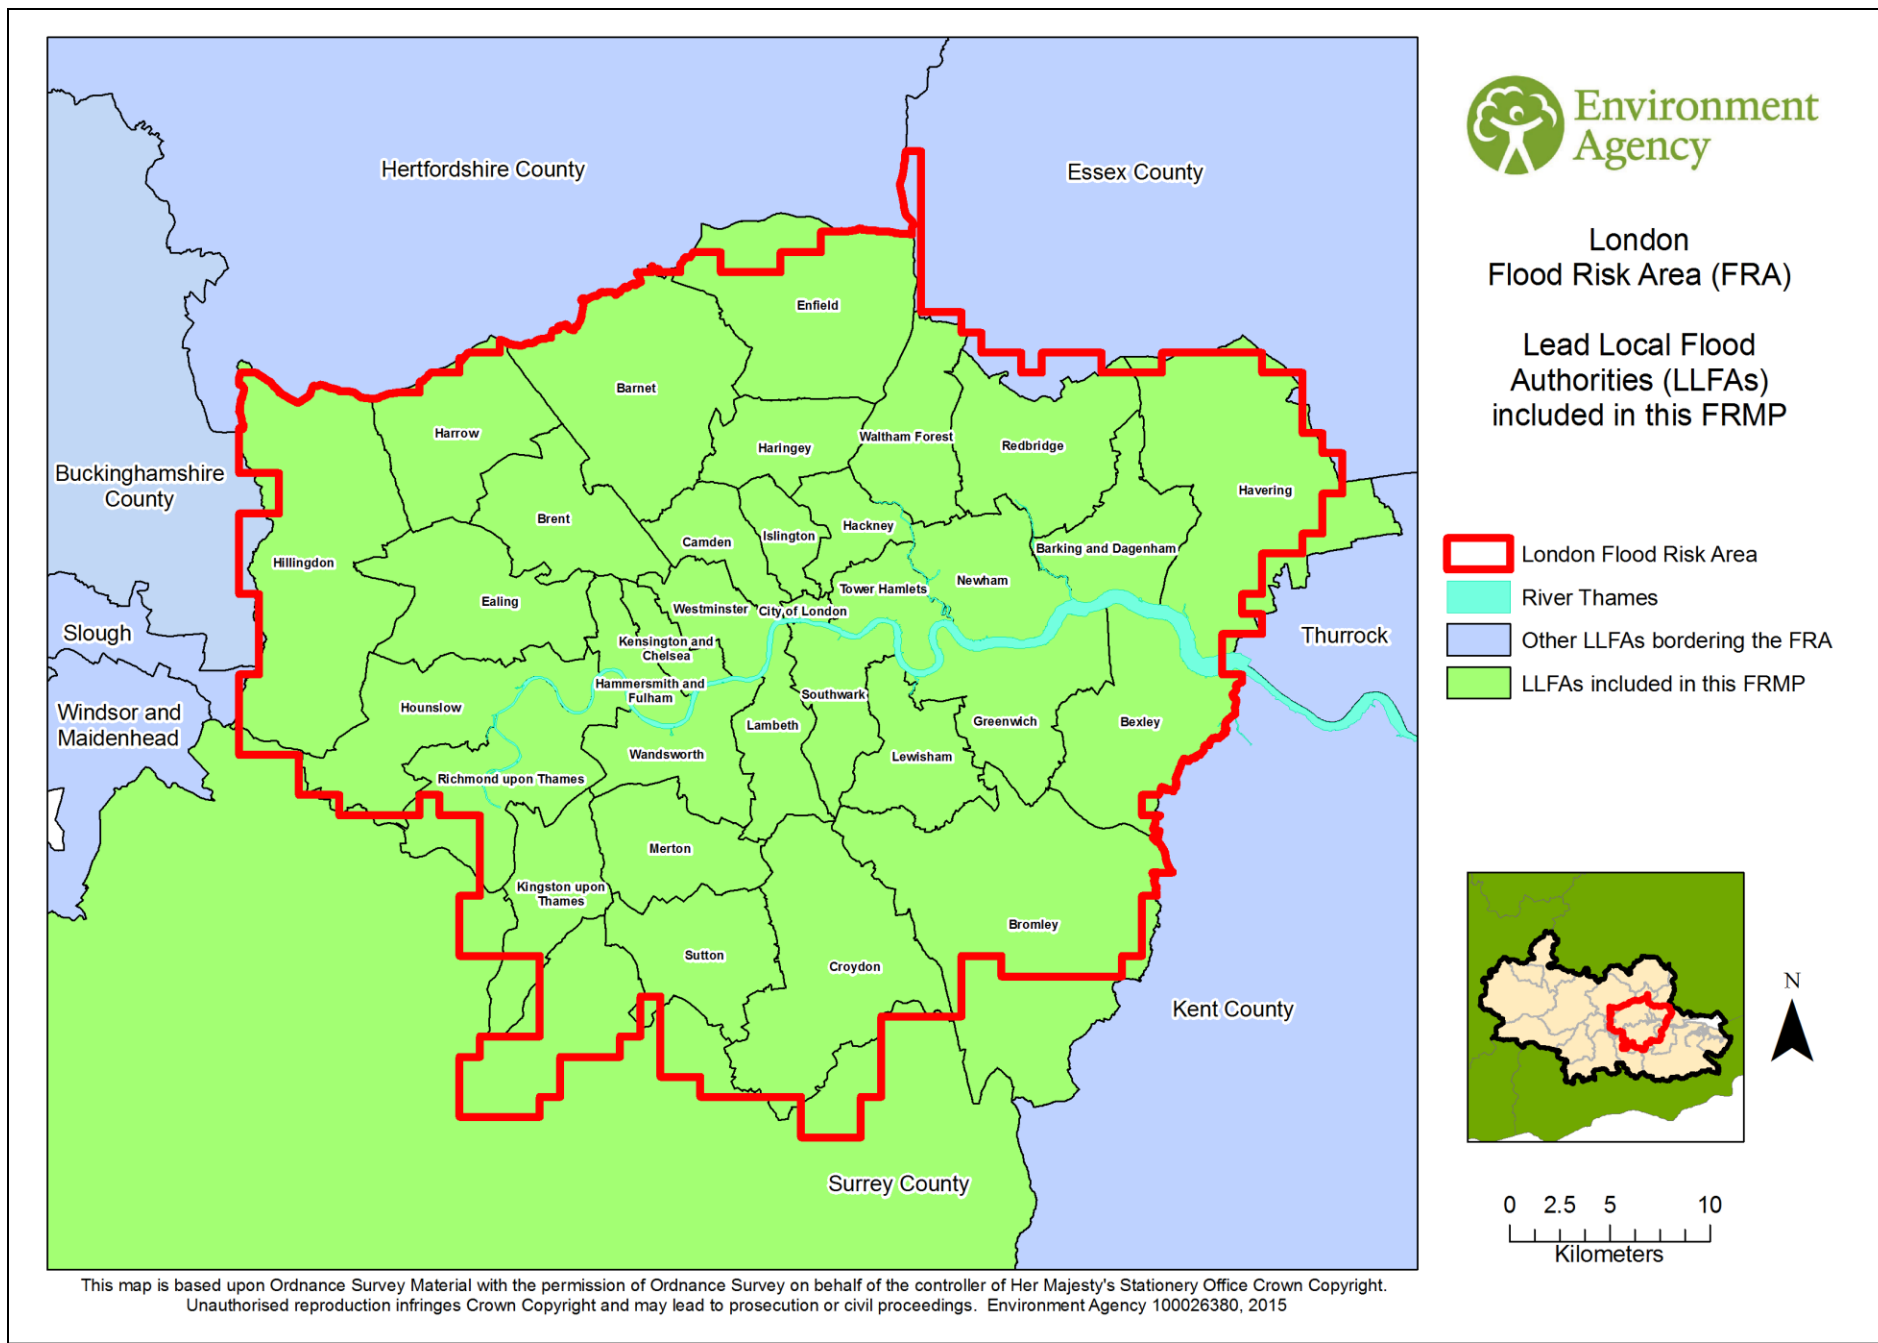 Hertfordshire County
Essex County
Environment
Agency
London
Flood Risk Area (FRA)
Lead Local Flood
Authorities (LLFAs)
included in this FRMP
Enfield
Barnet
Harrow
Haringey
Waltham Forest
Redbridge
Buckinghamshire
County
Havering
Brent
Hackney
Islington
Camden
Barking and Dagenham
Hillingdon
London Flood Risk Area
Newham
Tower Hamlets
Ealing
Westminster
City of London
River Thames
Slough
Thurrock
Kensington and
Chelsea
Other LLFAs bordering the FRA
Hammersmith and
Fulham
LLFAs included in this FRMP
Southwark
Windsor and
Maidenhead
Hounslow
Lambeth
Greenwich
Bexley
Wandsworth
Lewisham
Richmond upon Thames
Merton
Kingston upon
Thames
Bromley
Sutton
Croydon
Kent County
N
Surrey County
0 2.5 5 10
Kilometers
This map is based upon Ordnance Survey Material with the permission of Ordnance Survey on behalf of the controller of Her Majesty's Stationery Office Crown Copyright.
Unauthorised reproduction infringes Crown Copyright and may lead to prosecution or civil proceedings. Environment Agency 100026380, 2015